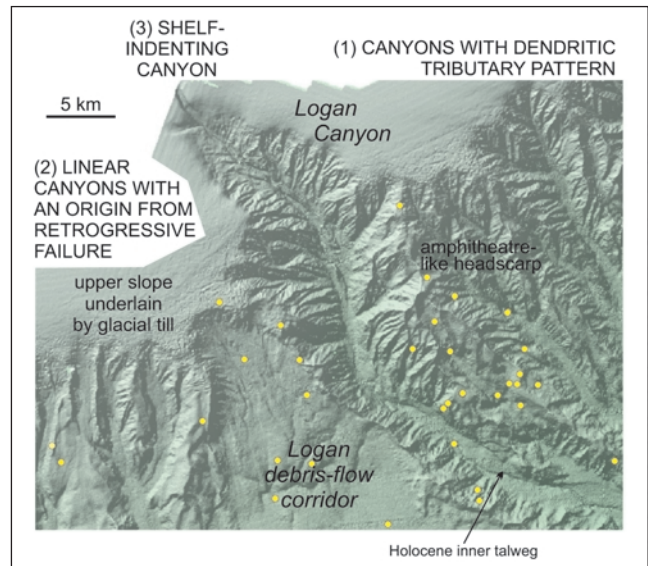 (3) SHELF-
INDENTING
CANYON
(1) CANYONS WITH DENDRITIC
TRIBUTARY PATTERN
5 km
Logan
Canyon
(2) LINEAR
CANYONS WITH
AN ORIGIN FROM
RETROGRESSIVE
FAILURE
amphitheatre-
like headscarp
upper slope
underlain
by glacial till
Logan
debris-flow
corridor
Holocene inner talweg